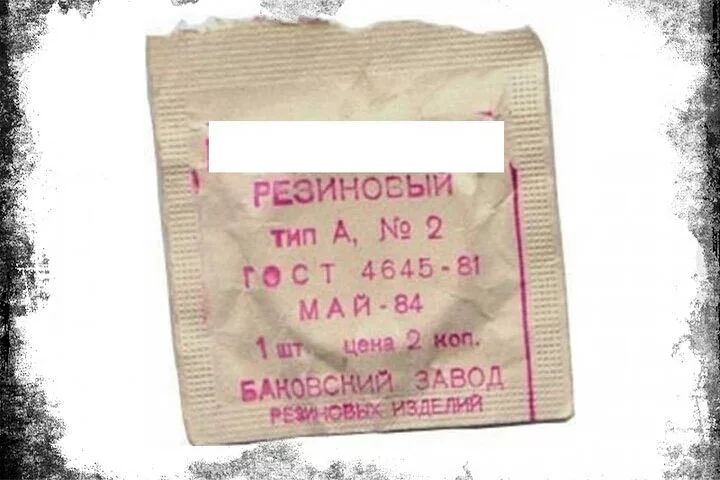 РЕЗИНОВЫЙ
тип А, № 2
ГОСТ 4645-81
МАЙ-84
1 шт. цена 2 коп.
БАКОВСКИЙ ЗАВОД
РЕЗИНОВЫХ ИЗДЕЛИЙ